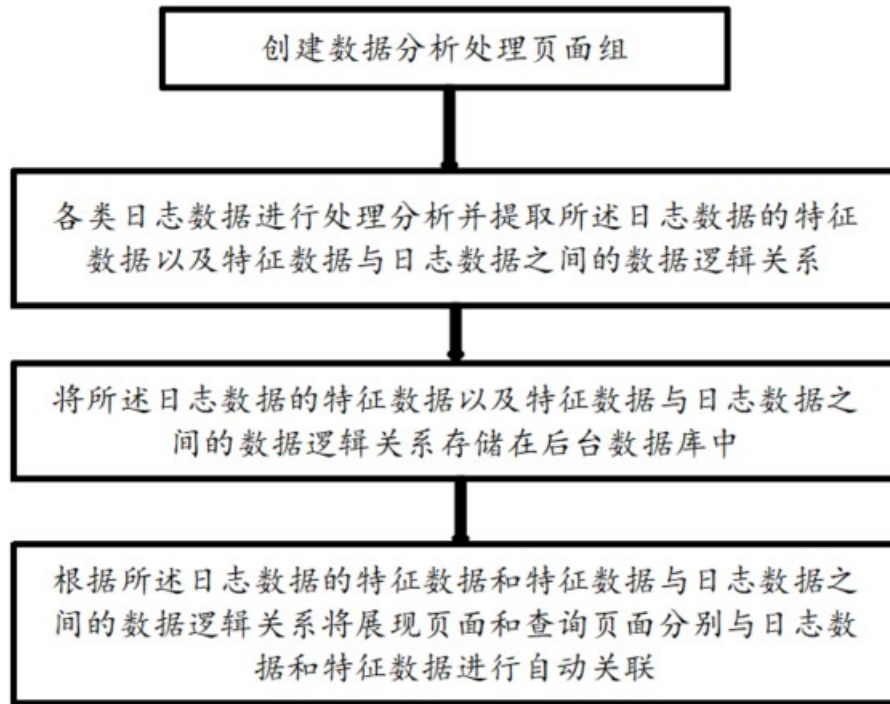 创建数据分析处理页面组
各类日志数据进行处理分析并提取所述日志数据的特征
数据以及特征数据与日志数据之间的数据逻辑关系
将所述日志数据的特征数据以及特征数据与日志数据之
间的数据逻辑关系存储在后台数据库中
根据所述日志数据的特征数据和特征数据与日志数据之
间的数据逻辑关系将展现页面和查询页面分别与日志数
据和特征数据进行自动关联